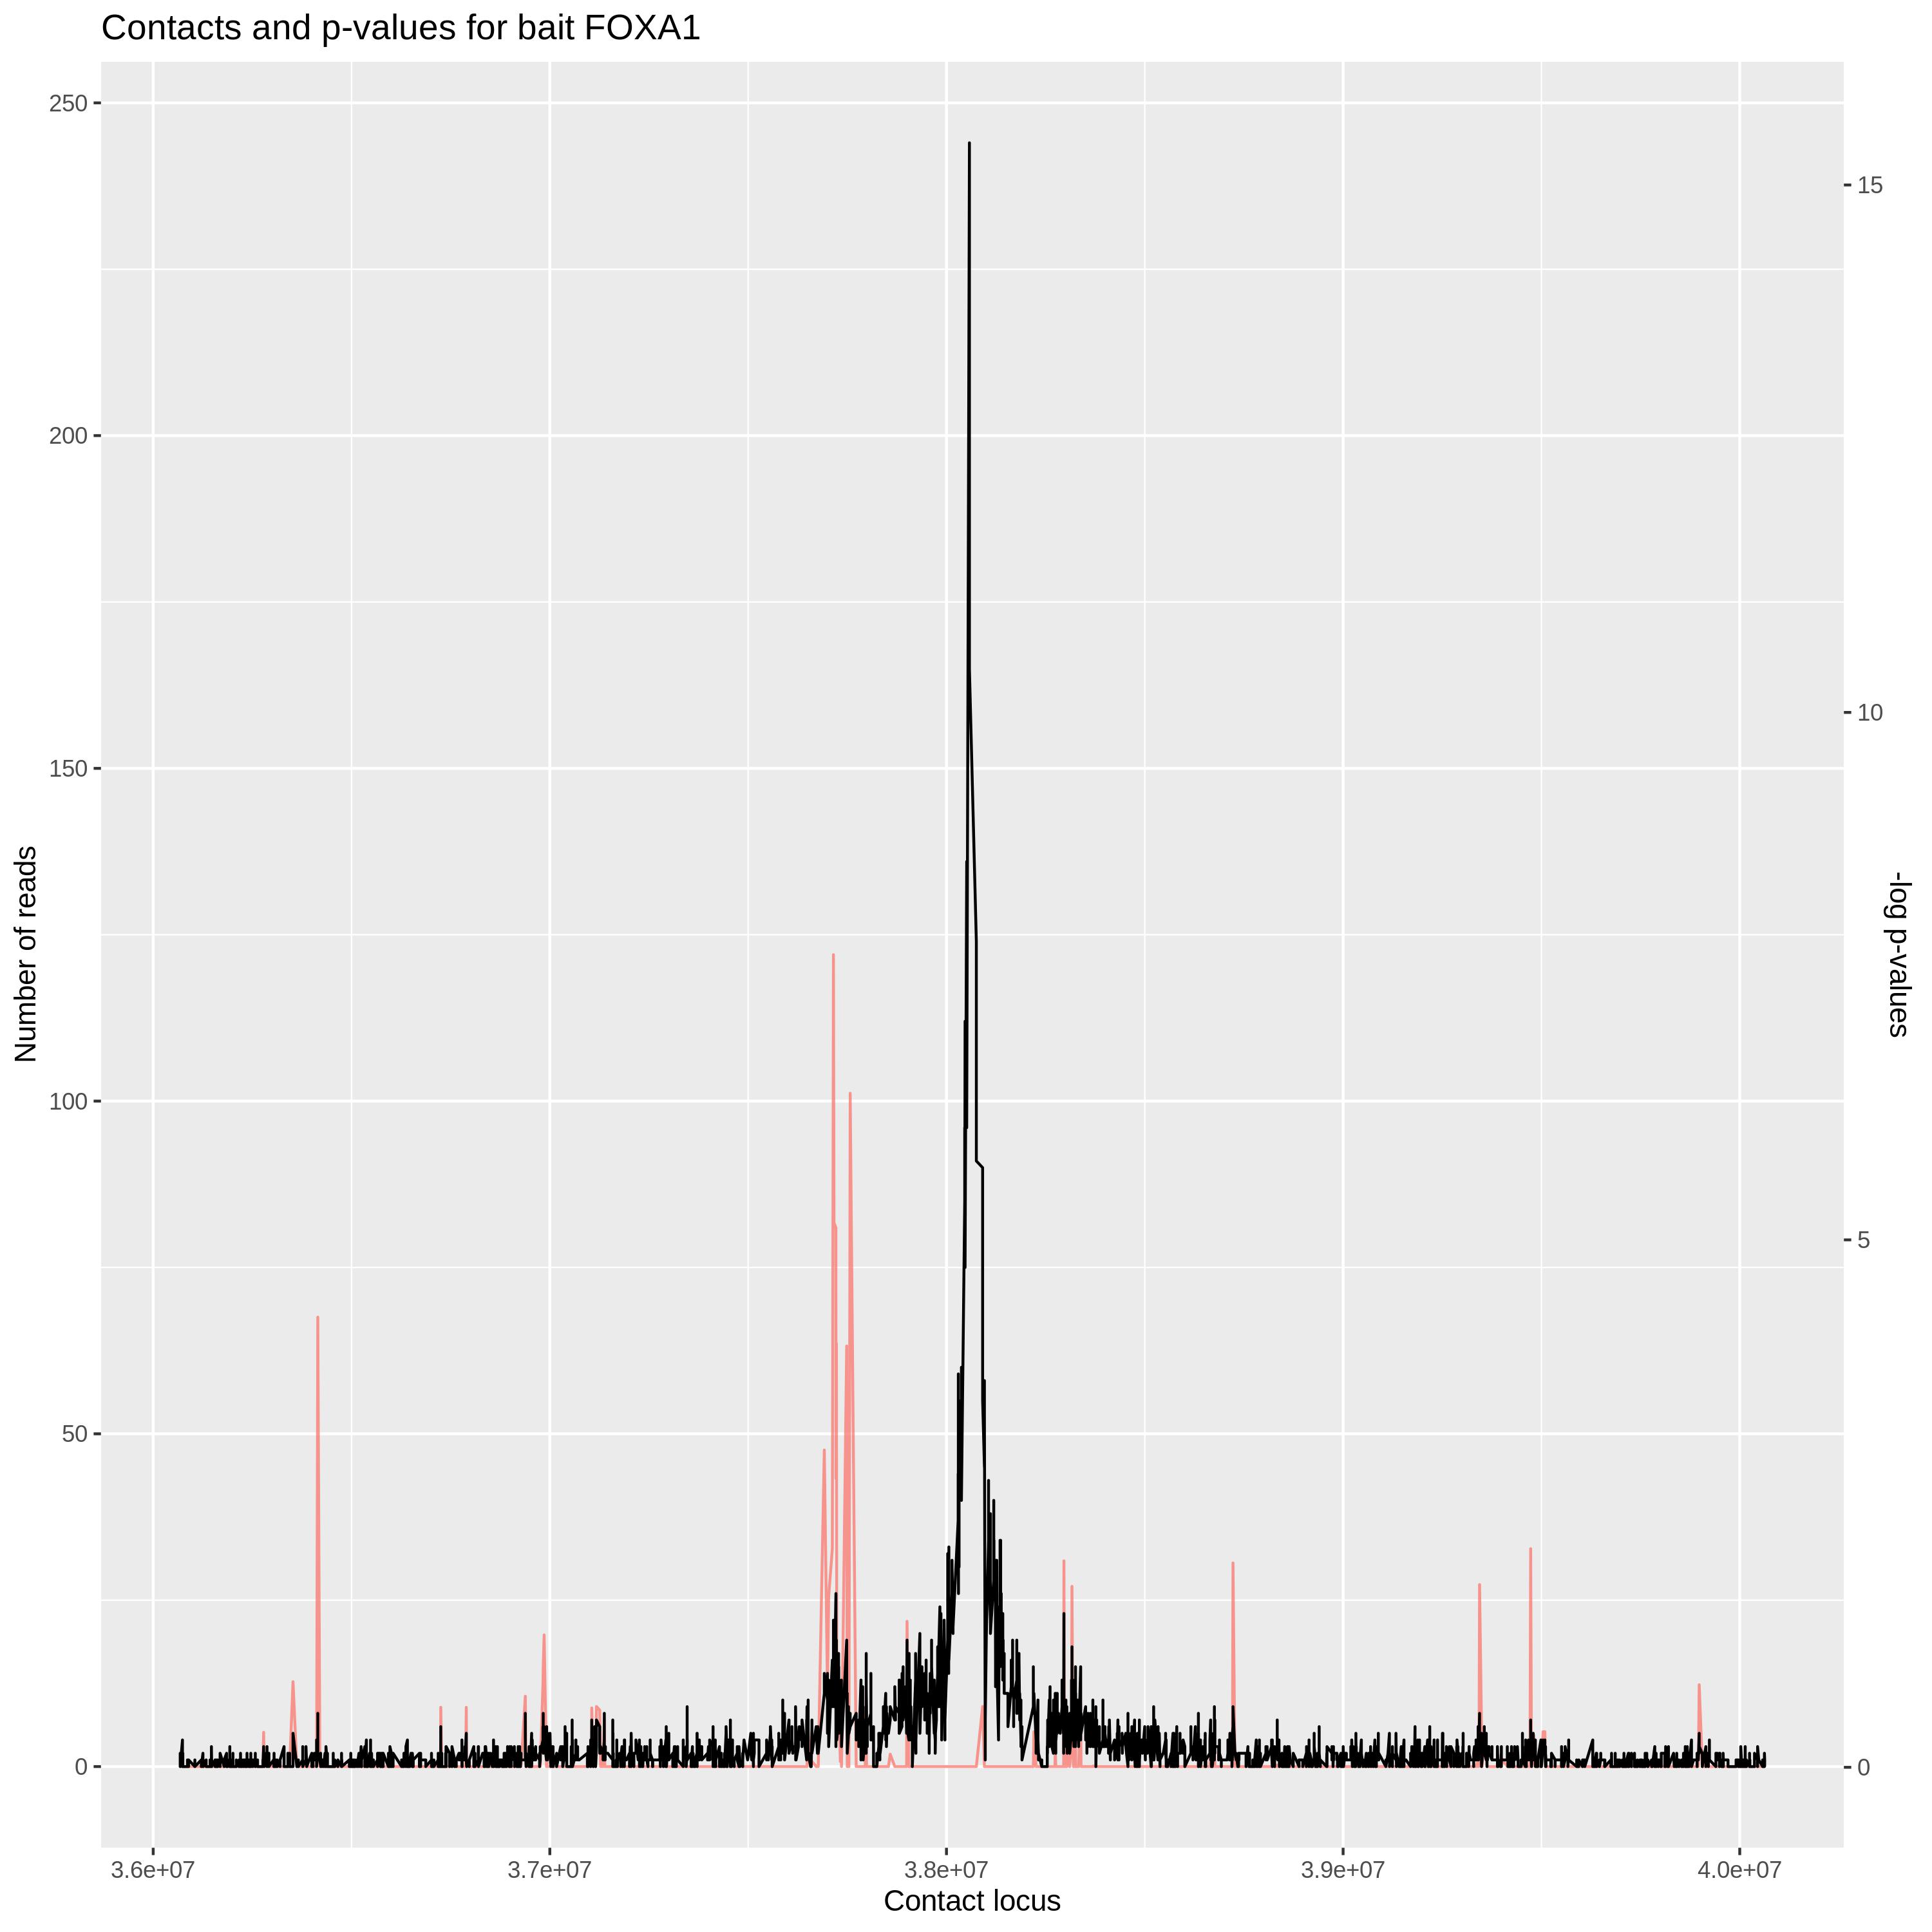 Contacts and p-values for bait FOXA1
250
200
150
100
50
0
Number of reads
15
10
5
0
-log p-values
3.6e+07
3.7e+07
3.8e+07
3.9e+07
4.0e+07
Contact locus